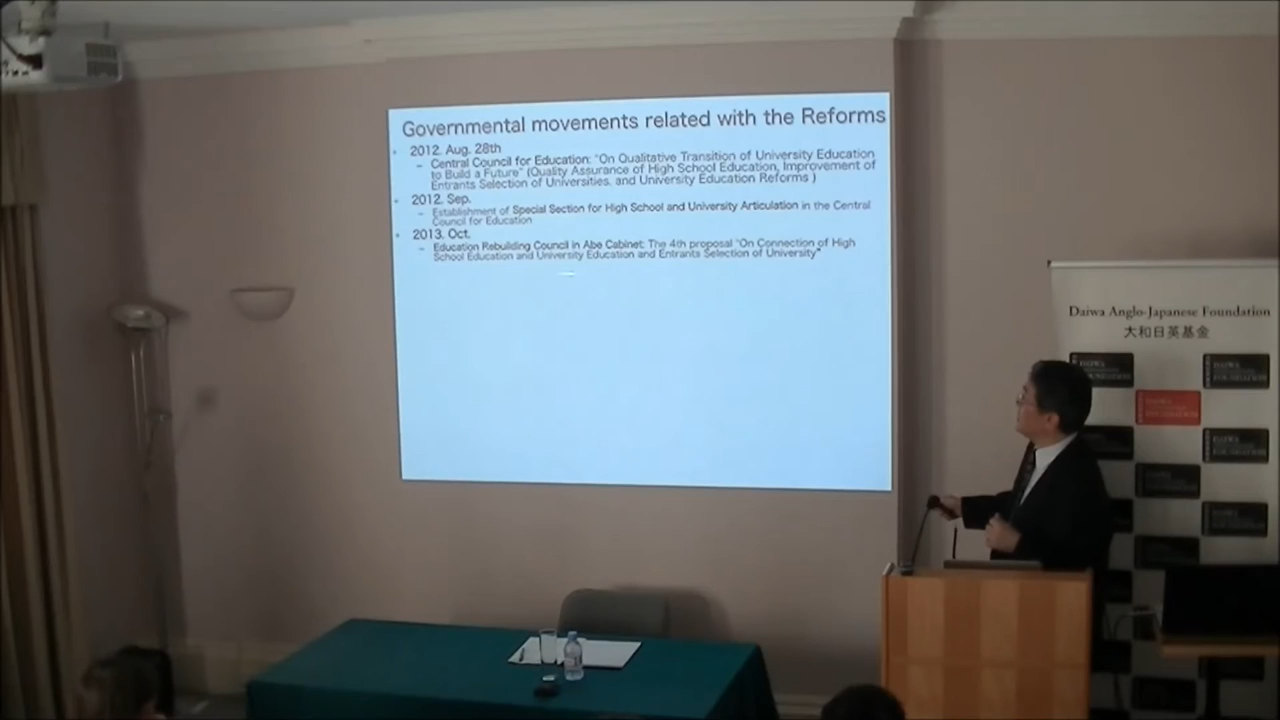 Governmental movements related with the Reforms
• 2012. Aug. 28th
– Central Council for Education: "On Qualitative Transition of University Education
to Build a Future" (Quality Assurance of High School Education, Improvement of
Entrants Selection of Universities, and University Education Reforms )
• 2012. Sep.
– Establishment of Special Section for High School and University Articulation in the Central
Council for Education
• 2013. Oct.
– Education Rebuilding Council in Abe Cabinet: The 4th proposal "On Connection of High
School Education and University Education and Entrants Selection of University"
Daiwa Anglo-Japanese Foundation
大和日英基金
DAIWA
FOUNDATION